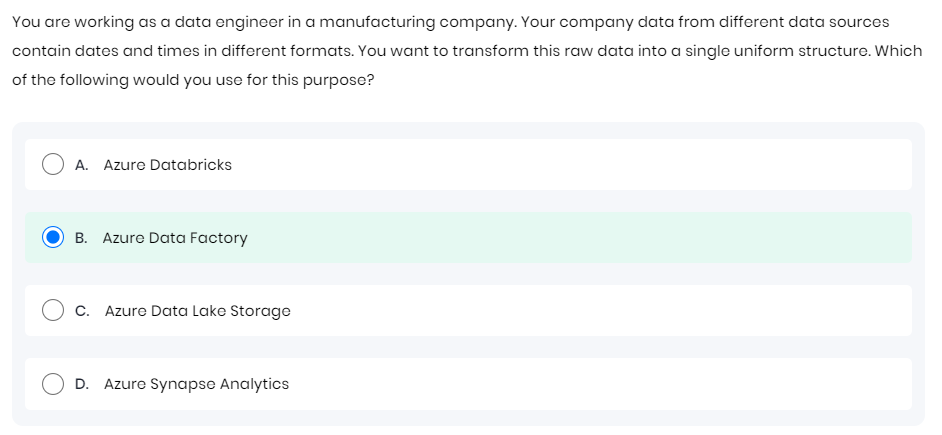 You are working as a data engineer in a manufacturing company. Your company data from different data sources
contain dates and times in different formats. You want to transform this raw data into a single uniform structure. Which
of the following would you use for this purpose?
A. Azure Databricks
B. Azure Data Factory
C. Azure Data Lake Storage
D. Azure Synapse Analytics